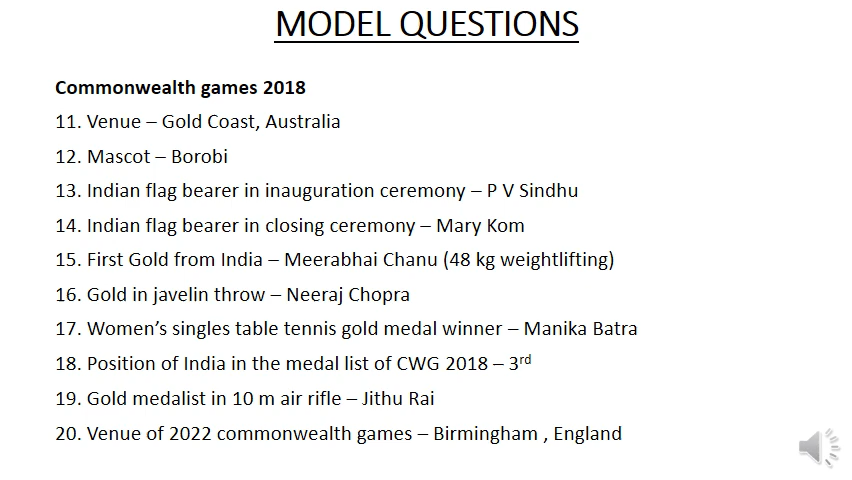 MODEL QUESTIONS
Commonwealth games 2018
11. Venue – Gold Coast, Australia
12. Mascot – Borobi
13. Indian flag bearer in inauguration ceremony – P V Sindhu
14. Indian flag bearer in closing ceremony – Mary Kom
15. First Gold from India – Meerabhai Chanu (48 kg weightlifting)
16. Gold in javelin throw – Neeraj Chopra
17. Women’s singles table tennis gold medal winner – Manika Batra
18. Position of India in the medal list of CWG 2018 – 3rd
19. Gold medalist in 10 m air rifle – Jithu Rai
20. Venue of 2022 commonwealth games – Birmingham , England